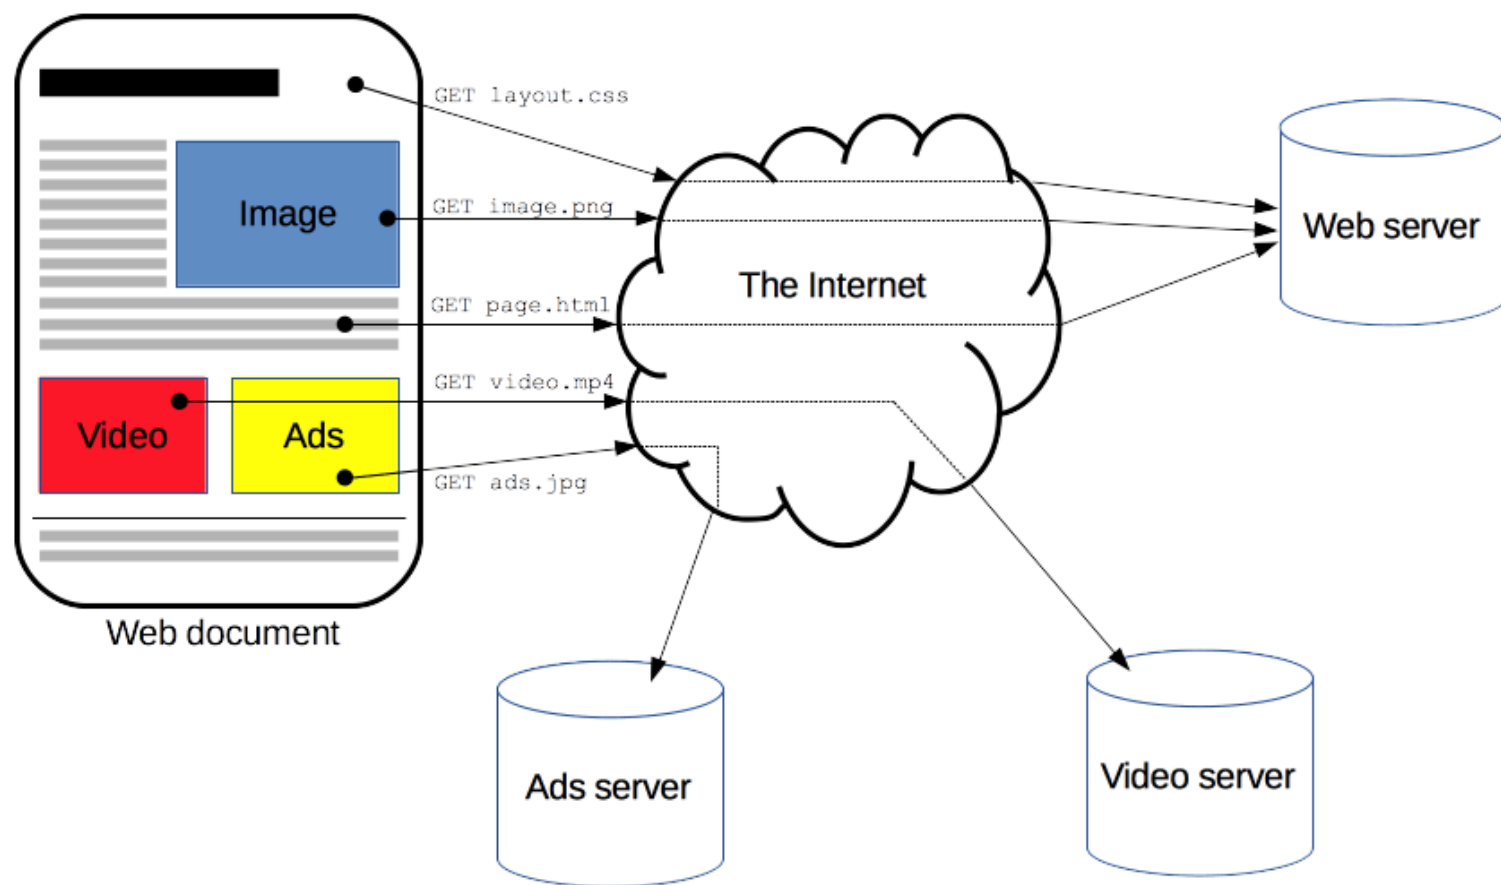 GET layout.css
Image
GET image.png
Web server
The Internet
GET page.html
GET video.mp4
Video
Ads
GET ads.jpg
Web document
Ads server
Video server